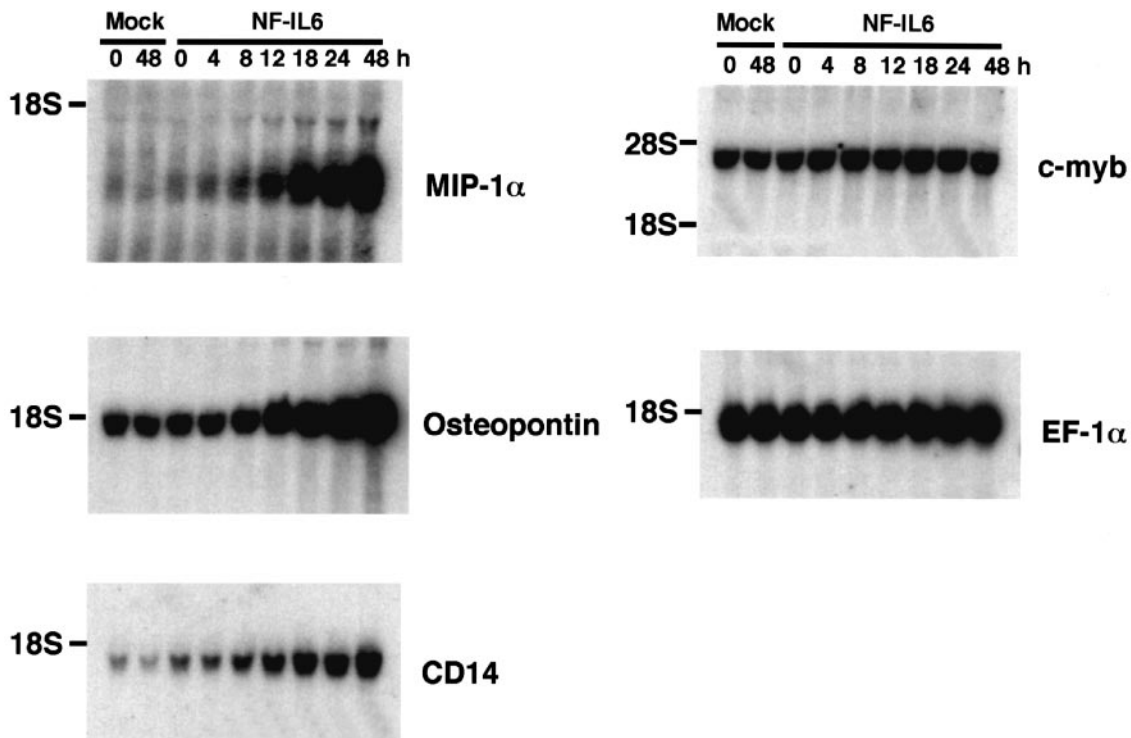 Mock NF-IL6
0 48 0 4 8 12 18 24 48 h
18S
MIP-1α
18S
Osteopontin
18S
CD14
Mock NF-IL6
0 48 0 4 8 12 18 24 48 h
28S
c-myb
18S
18S
EF-1α